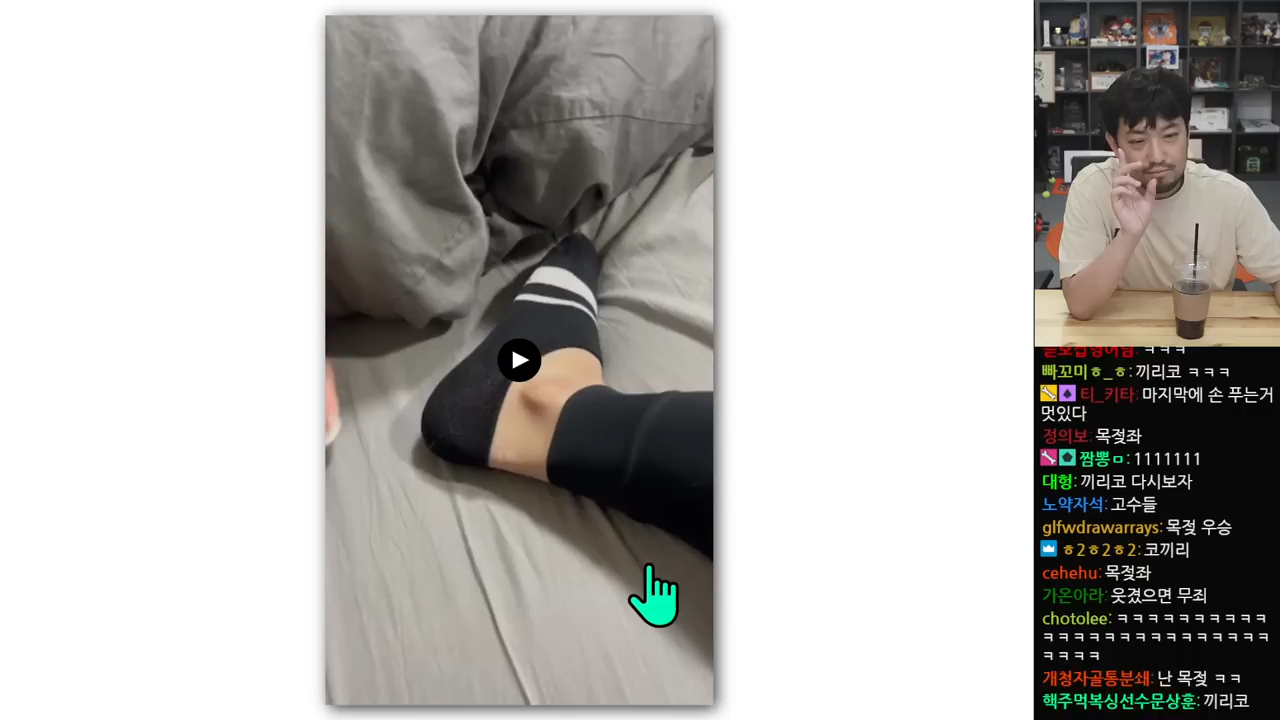 ㅋㅋㅋ
빠꼬미ㅎ_ㅎ: 끼리코 ㅋㅋㅋ
티_키타: 마지막에 손 푸는거
멋있다
정의보: 목젖좌
짬뽕ㅁ: 1111111
대헝: 끼리코 다시보자
노약자석: 고수들
glfwdrawarrays: 목젖 우승
ㅎ2ㅎ2ㅎ2: 코끼리
cehehu: 목젖좌
가온아라: 웃겼으면 무죄
chotolee: ㅋㅋㅋㅋㅋㅋㅋㅋㅋㅋ
ㅋㅋㅋㅋㅋㅋㅋㅋㅋㅋㅋㅋㅋㅋㅋ
ㅋㅋㅋㅋ
개청자골통분쇄: 난 목젖 ㅋㅋ
핵주먹복싱선수문상훈: 끼리코